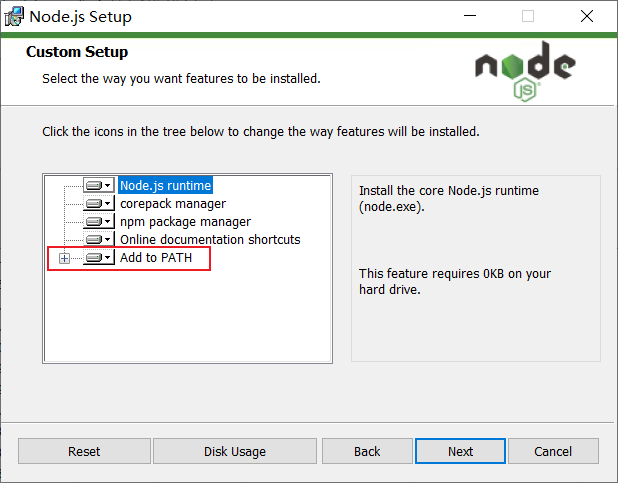 Node.js Setup
Custom Setup
Select the way you want features to be installed.
node
JS
Click the icons in the tree below to change the way features will be installed.
Node.js runtime
corepack manager
npm package manager
Online documentation shortcuts
Add to PATH
Install the core Node.js runtime
(node.exe).
This feature requires 0KB on your
hard drive.
Reset
Disk Usage
Back
Next
Cancel